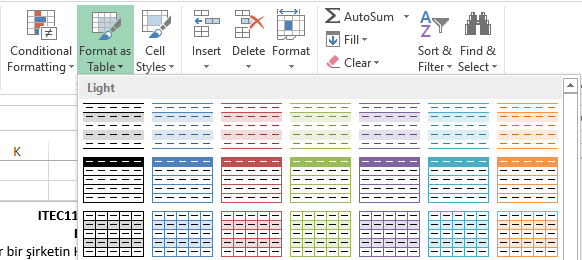 Conditional Formatting
Format as Table
Cell Styles
Insert
Delete
Format
AutoSum
Fill
Clear
Sort & Filter
Find & Select
Light
K
ITEC11
bir şirketin